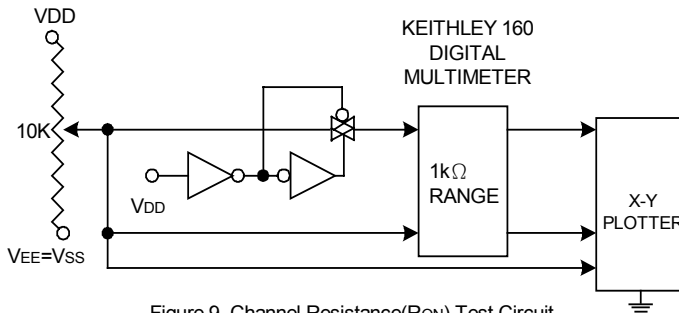 VDD
KEITHLEY 160
DIGITAL
MULTIMETER
10K
1kΩ
RANGE
X-Y
PLOTTER
VDD
VEE=VSS
Figure 9. Channel Resistance(RON) Test Circuit